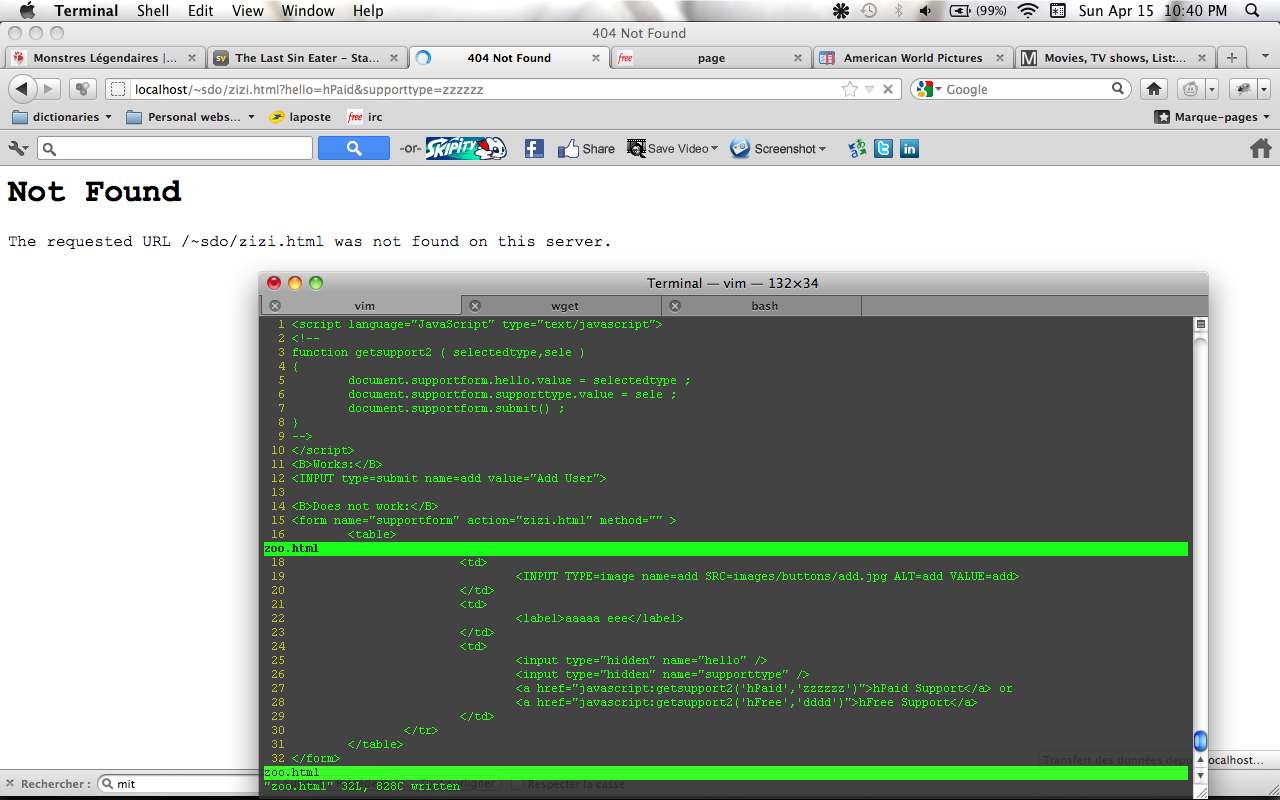 Terminal Shell Edit View Window Help (99%) Sun Apr 15 10:40 PM
404 Not Found
Monstres Légendaires |... SV The Last Sin Eater – Sta... 404 Not Found free page American World Pictures M Movies, TV shows, List:...
localhost/~sdo/zizi.html?hello=hPaid&supporttype=zzzzzz Google
dictionaries Personal webs... laposte free irc Marque-pages
-or- SKIPITY Share Save Video Screenshot
Not Found
The requested URL /~sdo/zizi.html was not found on this server.
Terminal — vim — 132×34
vim wget bash
1 <script language="JavaScript" type="text/javascript">
2 <!--
3 function getsupport2 ( selectedtype,sele )
4 {
5 document.supportform.hello.value = selectedtype ;
6 document.supportform.supporttype.value = sele ;
7 document.supportform.submit() ;
8 }
9 -->
10 </script>
11 <B>Works:</B>
12 <INPUT type=submit name=add value="Add User">
13
14 <B>Does not work:</B>
15 <form name="supportform" action="zizi.html" method="" >
16 <table>
zoo.html
18 <td>
19 <INPUT TYPE=image name=add SRC=images/buttons/add.jpg ALT=add VALUE=add>
20 </td>
21 <td>
22 <label>aaaaa eee</label>
23 </td>
24 <td>
25 <input type="hidden" name="hello" />
26 <input type="hidden" name="supporttype" />
27 <a href="javascript:getsupport2('hPaid','zzzzzz')">hPaid Support</a> or
28 <a href="javascript:getsupport2('hFree','dddd')">hFree Support</a>
29 </td>
30 </tr>
31 </table>
32 </form>
Transfert des données depu ocalhost...
zoo.html
Rechercher : mit Respecter la casse
"zoo.html" 32L, 828C written